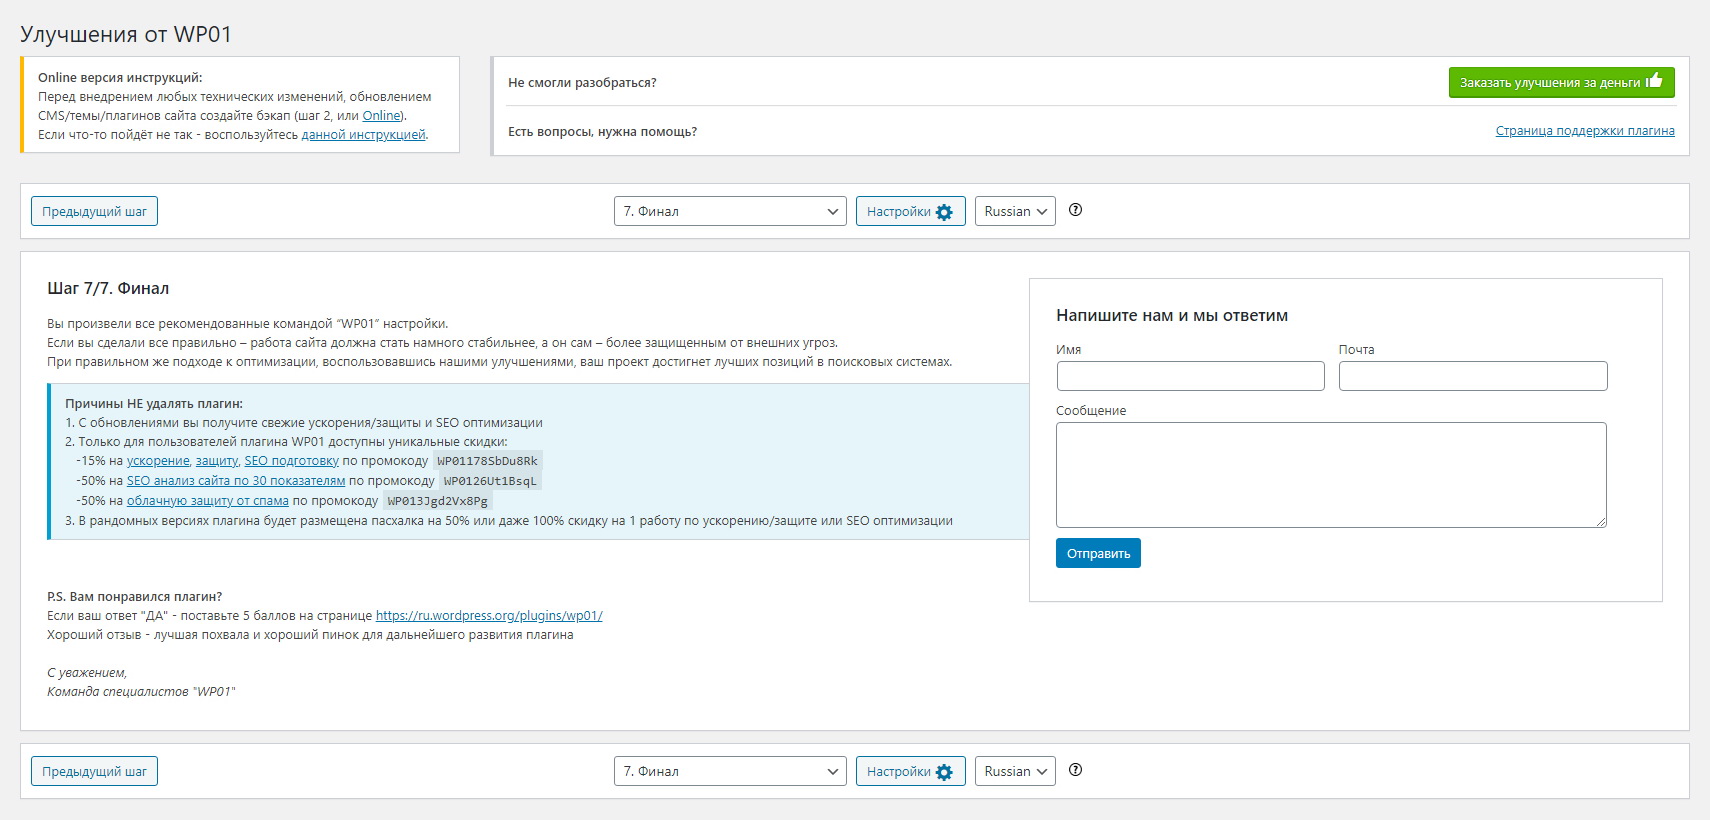 Улучшения от WP01
Online версия инструкций:
Перед внедрением любых технических изменений, обновлением
CMS/темы/плагинов сайта создайте бэкап (шаг 2, или Online).
Если что-то пойдёт не так - воспользуйтесь данной инструкцией.
Не смогли разобраться?
Заказать улучшения за деньги
Есть вопросы, нужна помощь?
Страница поддержки плагина
Предыдущий шаг
7. Финал
Настройки
Russian
?
Шаг 7/7. Финал
Вы произвели все рекомендованные командой “WP01” настройки.
Если вы сделали все правильно – работа сайта должна стать намного стабильнее, а он сам – более защищенным от внешних угроз.
При правильном же подходе к оптимизации, воспользовавшись нашими улучшениями, ваш проект достигнет лучших позиций в поисковых системах.
Причины НЕ удалять плагин:
1. С обновлениями вы получите свежие ускорения/защиты и SEO оптимизации
2. Только для пользователей плагина WP01 доступны уникальные скидки:
-15% на ускорение, защиту, SEO подготовку по промокоду WP01178SbDu8Rk
-50% на SEO анализ сайта по 30 показателям по промокоду WP0126Ut1BsqL
-50% на облачную защиту от спама по промокоду WP013Jgd2Vx8Pg
3. В рандомных версиях плагина будет размещена пасхалка на 50% или даже 100% скидку на 1 работу по ускорению/защите или SEO оптимизации
P.S. Вам понравился плагин?
Если ваш ответ "ДА" - поставьте 5 баллов на странице https://ru.wordpress.org/plugins/wp01/
Хороший отзыв - лучшая похвала и хороший пинок для дальнейшего развития плагина
С уважением,
Команда специалистов "WP01"
Напишите нам и мы ответим
Имя
Почта
Сообщение
Отправить
Предыдущий шаг
7. Финал
Настройки
Russian
?